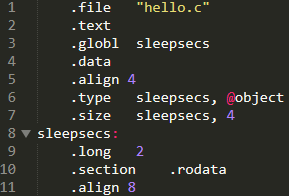 1 .file "hello.c"
2 .text
3 .globl sleepsecs
4 .data
5 .align 4
6 .type sleepsecs, @object
7 .size sleepsecs, 4
8 sleepsecs:
9 .long 2
10 .section .rodata
11 .align 8